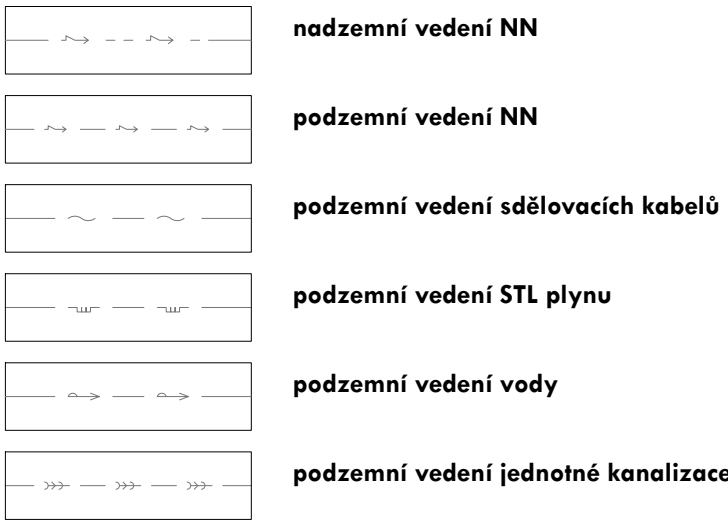 nadzemní vedení NN
podzemní vedení NN
podzemní vedení sdělovacích kabelů
podzemní vedení STL plynu
podzemní vedení vody
podzemní vedení jednotné kanalizace